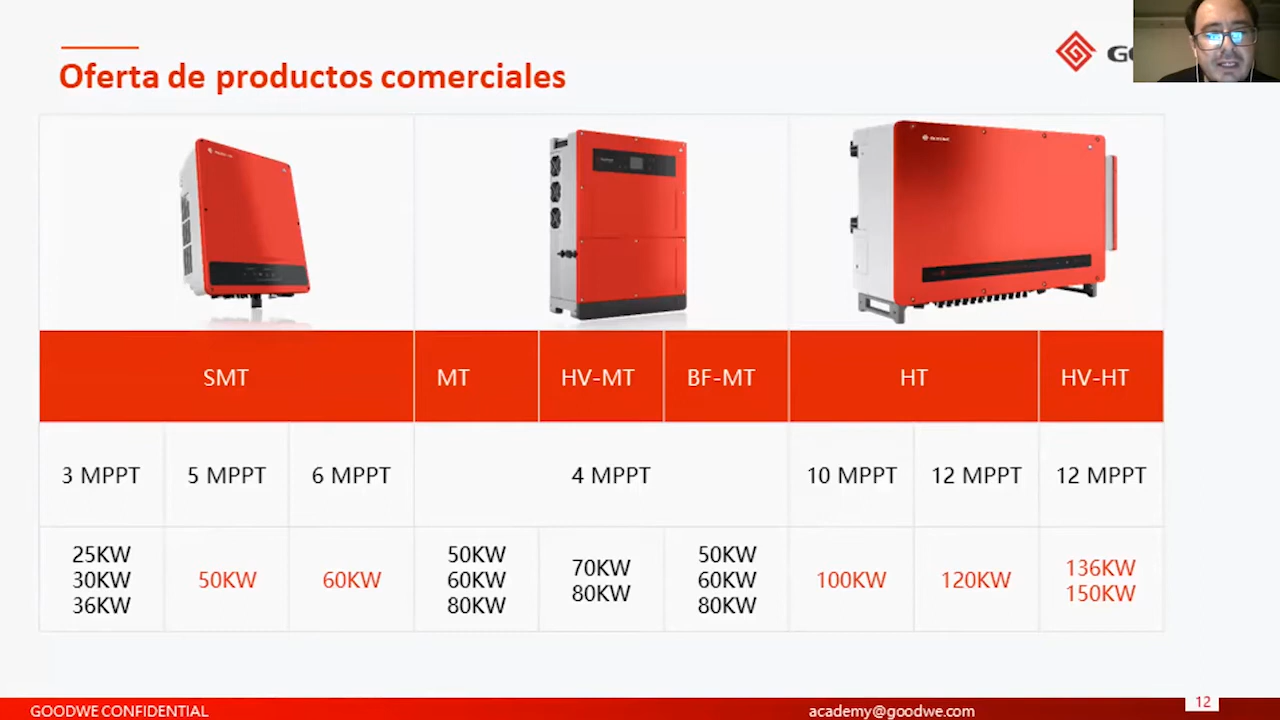 Oferta de productos comerciales
SMT
MT
HV-MT
BF-MT
HT
HV-HT
3 MPPT
5 MPPT
6 MPPT
4 MPPT
10 MPPT
12 MPPT
12 MPPT
25KW
30KW
36KW
50KW
60KW
50KW
60KW
80KW
70KW
80KW
50KW
60KW
80KW
100KW
120KW
136KW
150KW
GOODWE CONFIDENTIAL
academy@goodwe.com
12